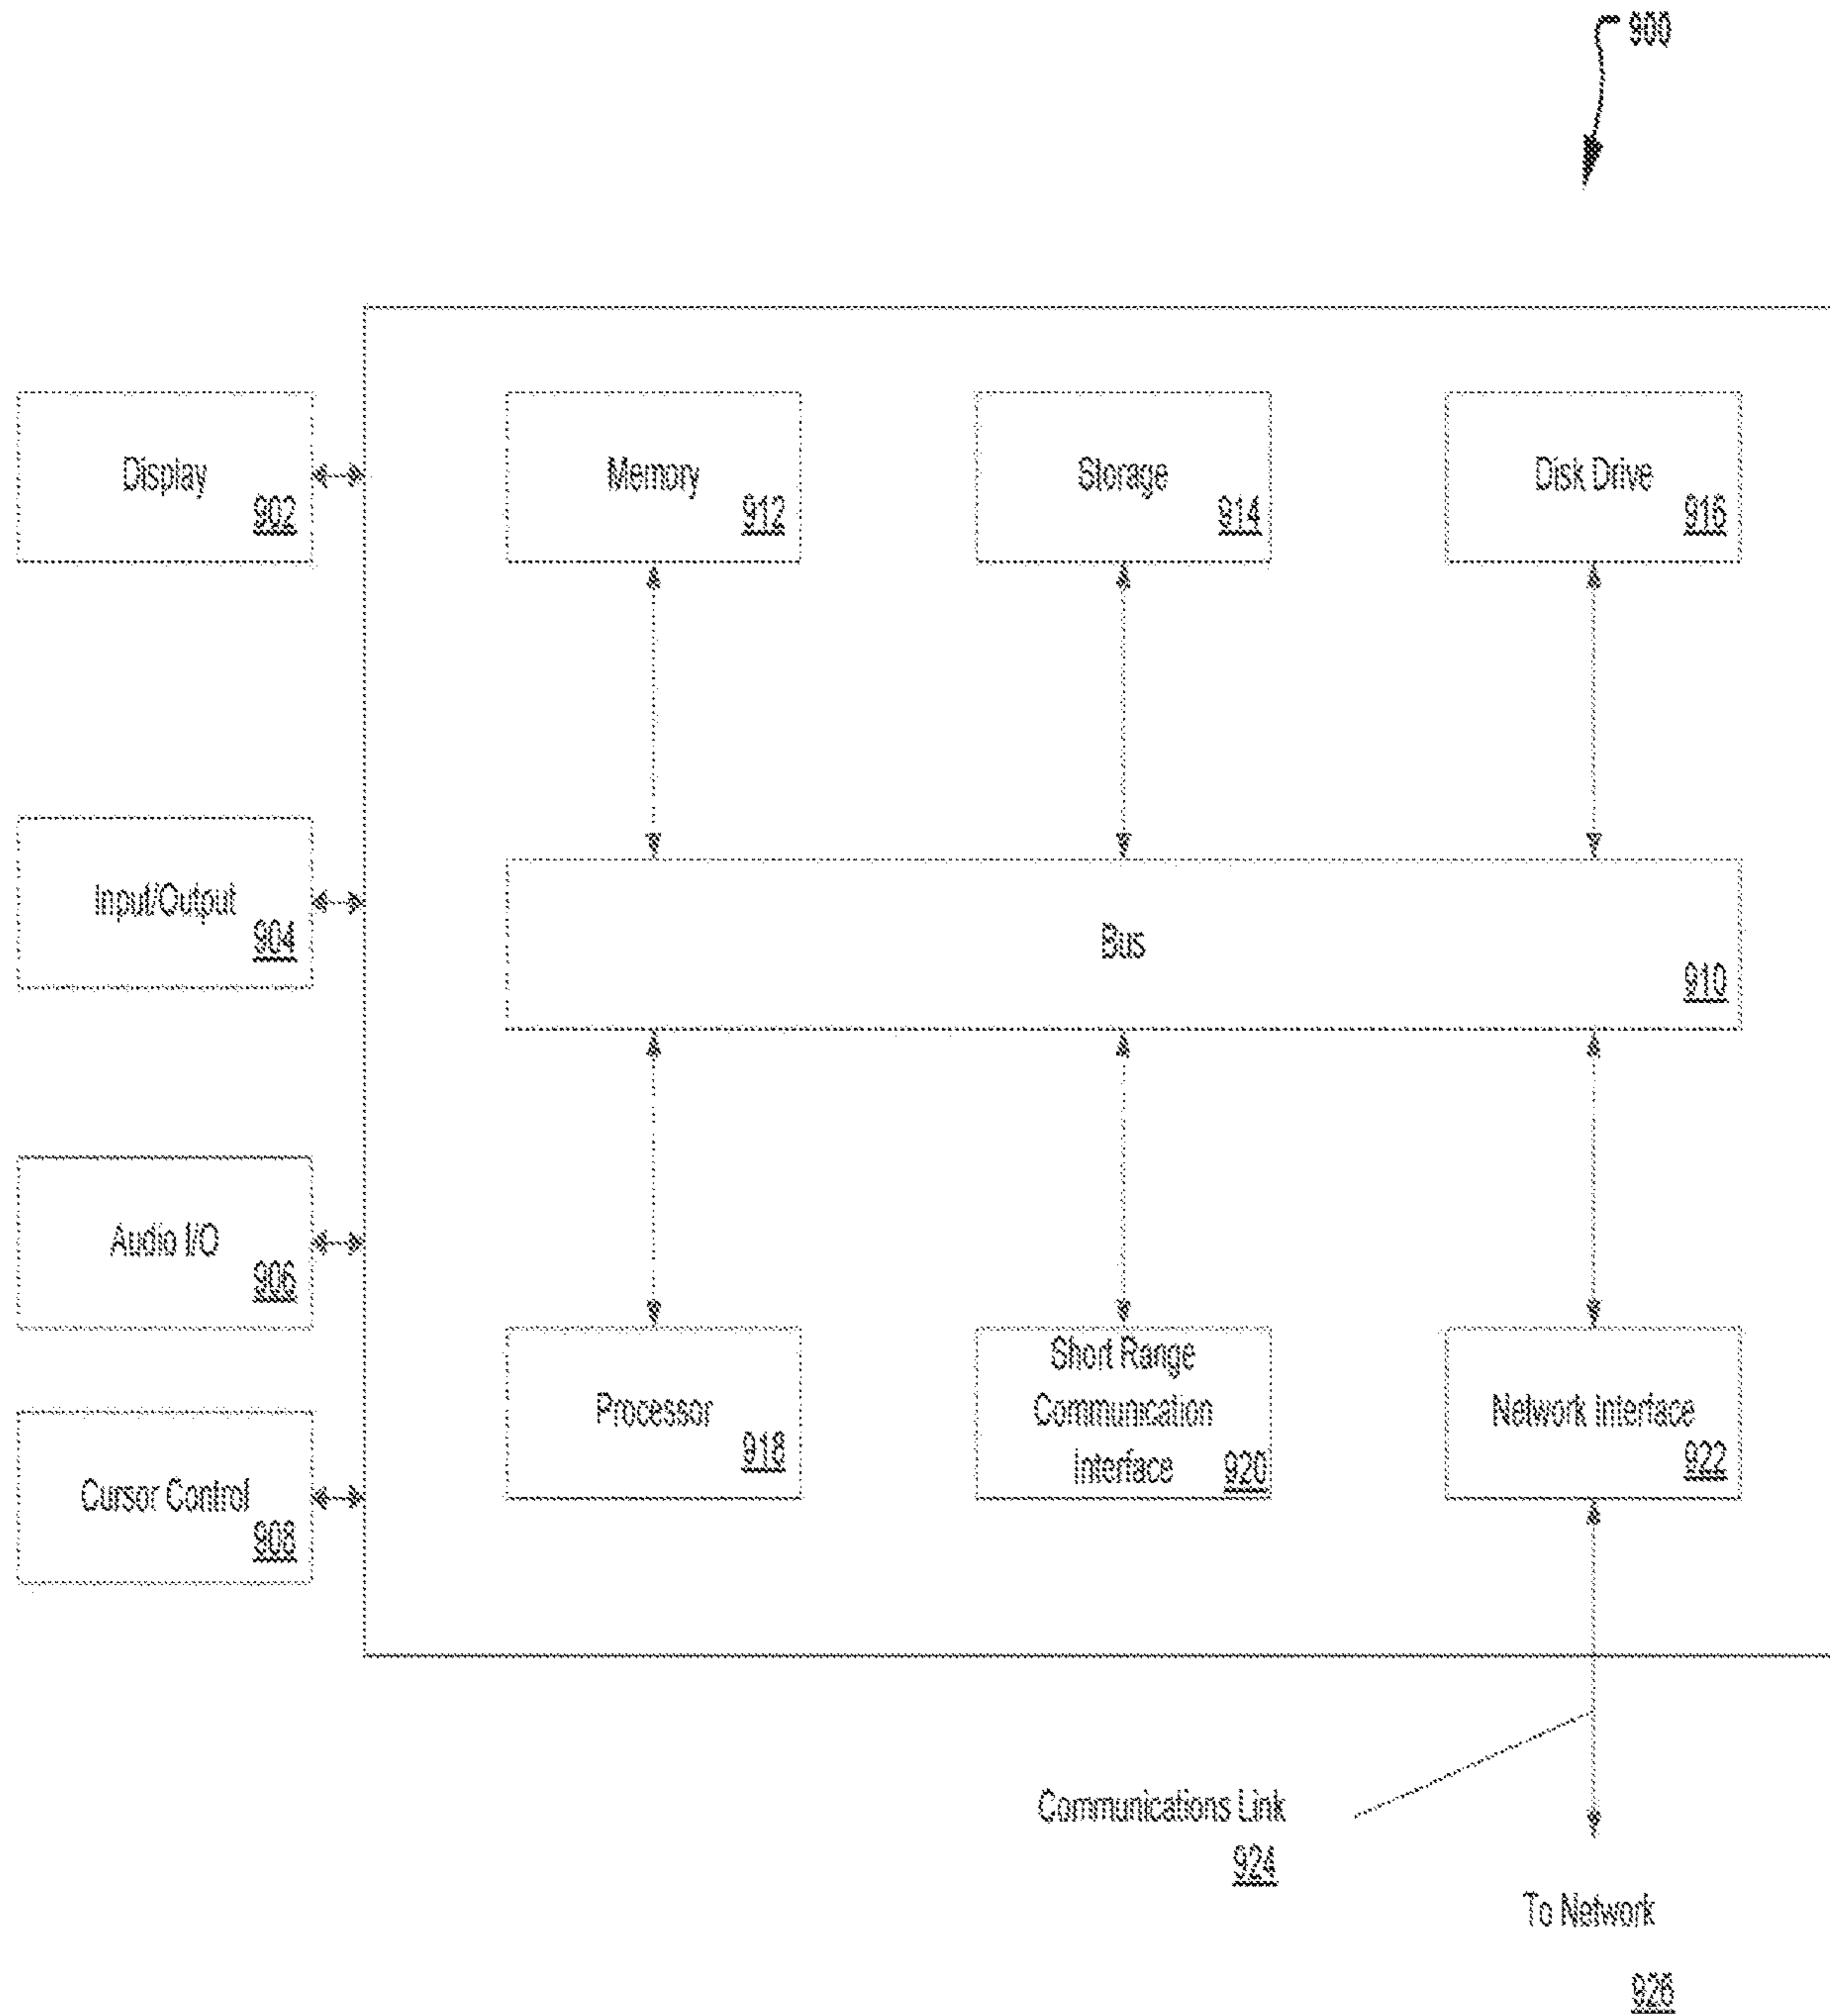 900
Display
902
Memory
912
Storage
914
Disk Drive
916
Input/Output
904
Bus
910
Audio I/O
906
Cursor Control
908
Processor
918
Short Range
Communication
Interface
920
Network Interface
922
Communications Link
924
To Network
926